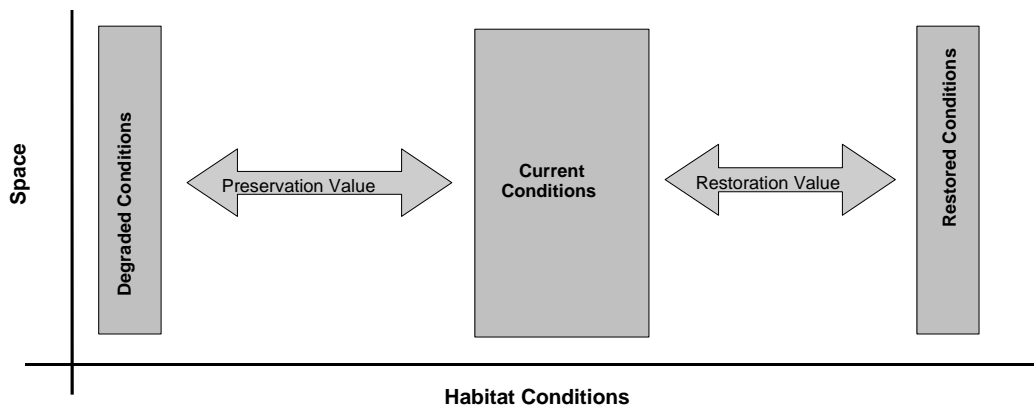 Space
Degraded Conditions
Preservation Value
Current
Conditions
Restoration Value
Restored Conditions
Habitat Conditions